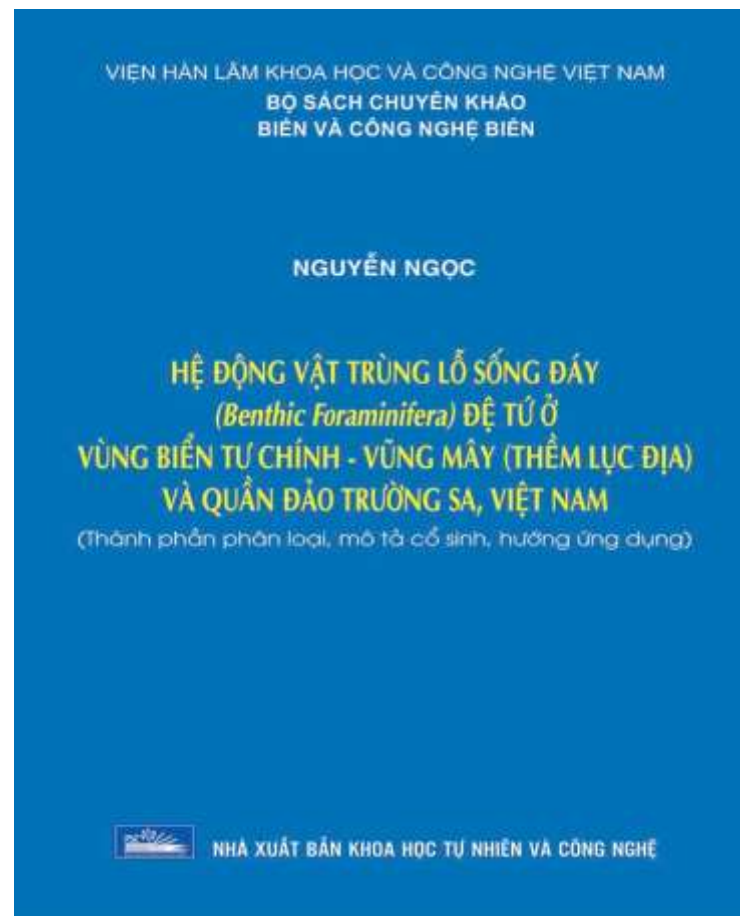 VIỆN HÀN LÂM KHOA HỌC VÀ CÔNG NGHỆ VIỆT NAM
BỘ SÁCH CHUYÊN KHẢO
BIỂN VÀ CÔNG NGHỆ BIỂN
NGUYỄN NGỌC
HỆ ĐỘNG VẬT TRÙNG LỖ SỐNG ĐÁY
(Benthic Foraminifera) ĐỆ TỨ Ở
VÙNG BIỂN TƯ CHÍNH - VŨNG MÂY (THỀM LỤC ĐỊA)
VÀ QUẦN ĐẢO TRƯỜNG SA, VIỆT NAM
(Thành phần phân loại, mô tả cổ sinh, hướng ứng dụng)
NHÀ XUẤT BẢN KHOA HỌC TỰ NHIÊN VÀ CÔNG NGHỆ